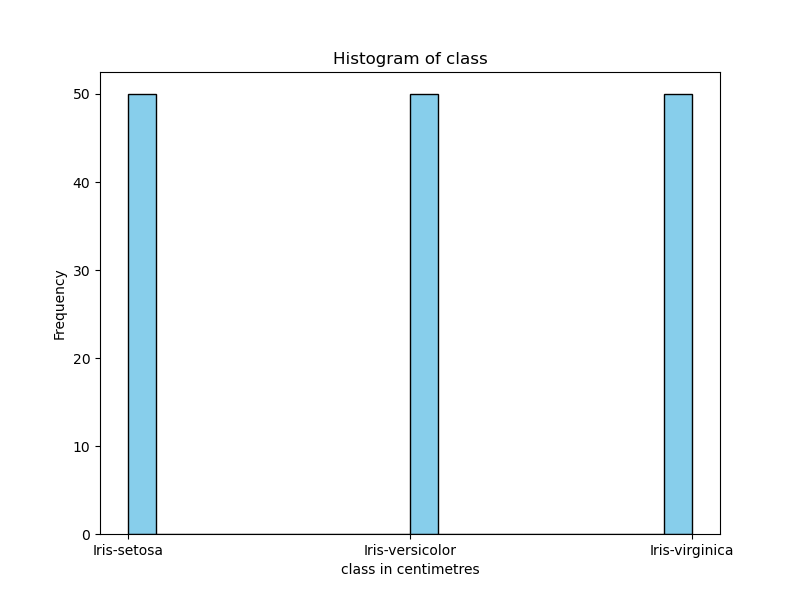 Histogram of class
50
40
30
20
10
0
Frequency
Iris-setosa Iris-versicolor Iris-virginica
class in centimetres